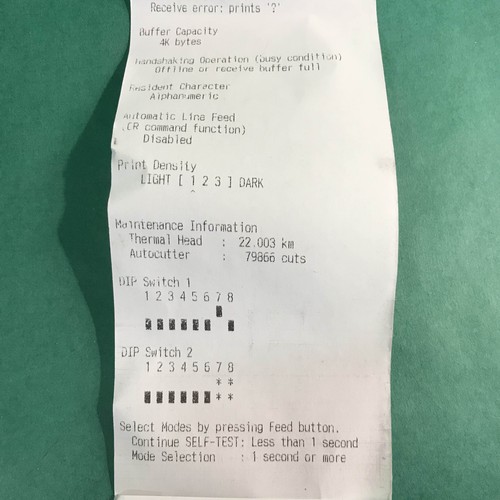 Receive error: prints '?'
Buffer Capacity
4K bytes
Handshaking Operation (busy condition)
Offline or receive buffer full
Resident Character
Alphanumeric
Automatic Line Feed
(CR command function)
Disabled
Print Density
LIGHT [ 1 2 3 ] DARK
^
Maintenance Information
Thermal Head : 22.003 km
Autocutter : 79866 cuts
DIP Switch 1
1 2 3 4 5 6 7 8
DIP Switch 2
1 2 3 4 5 6 7 8
* *
* *
Select Modes by pressing Feed button.
Continue SELF-TEST: Less than 1 second
Mode Selection : 1 second or more